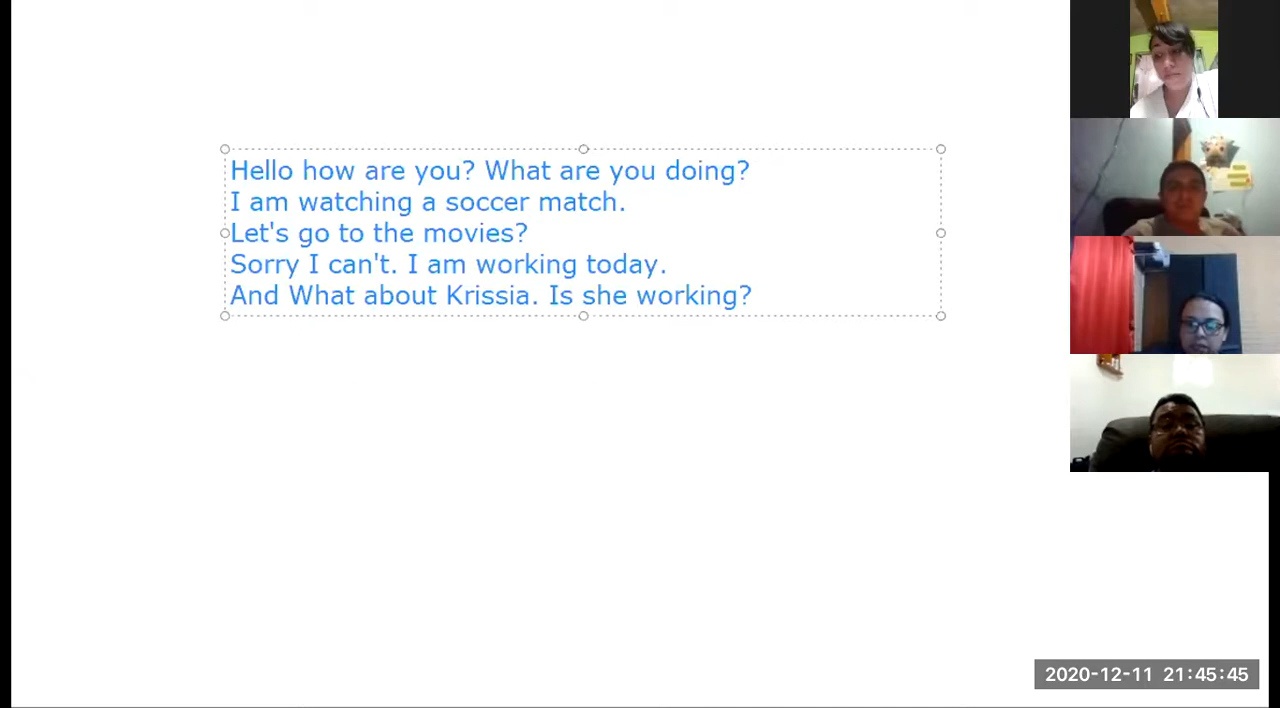 Hello how are you? What are you doing?
I am watching a soccer match.
Let's go to the movies?
Sorry I can't. I am working today.
And What about Krissia. Is she working?
2020-12-11 21:45:45